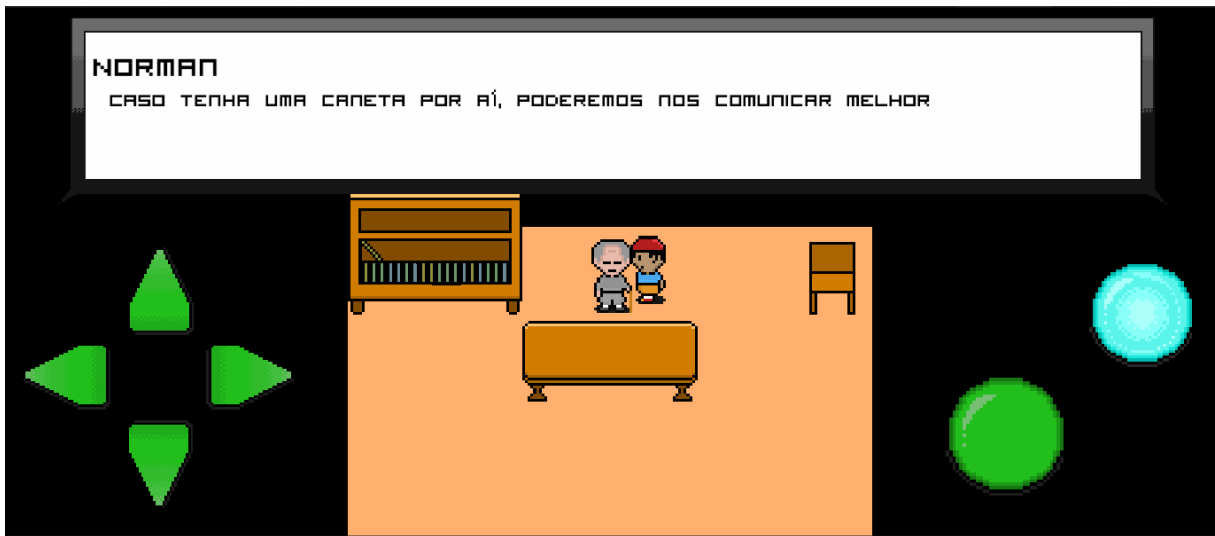 NORMAN
CASO TENHA UMA CANETA POR AÍ, PODEREMOS NOS COMUNICAR MELHOR